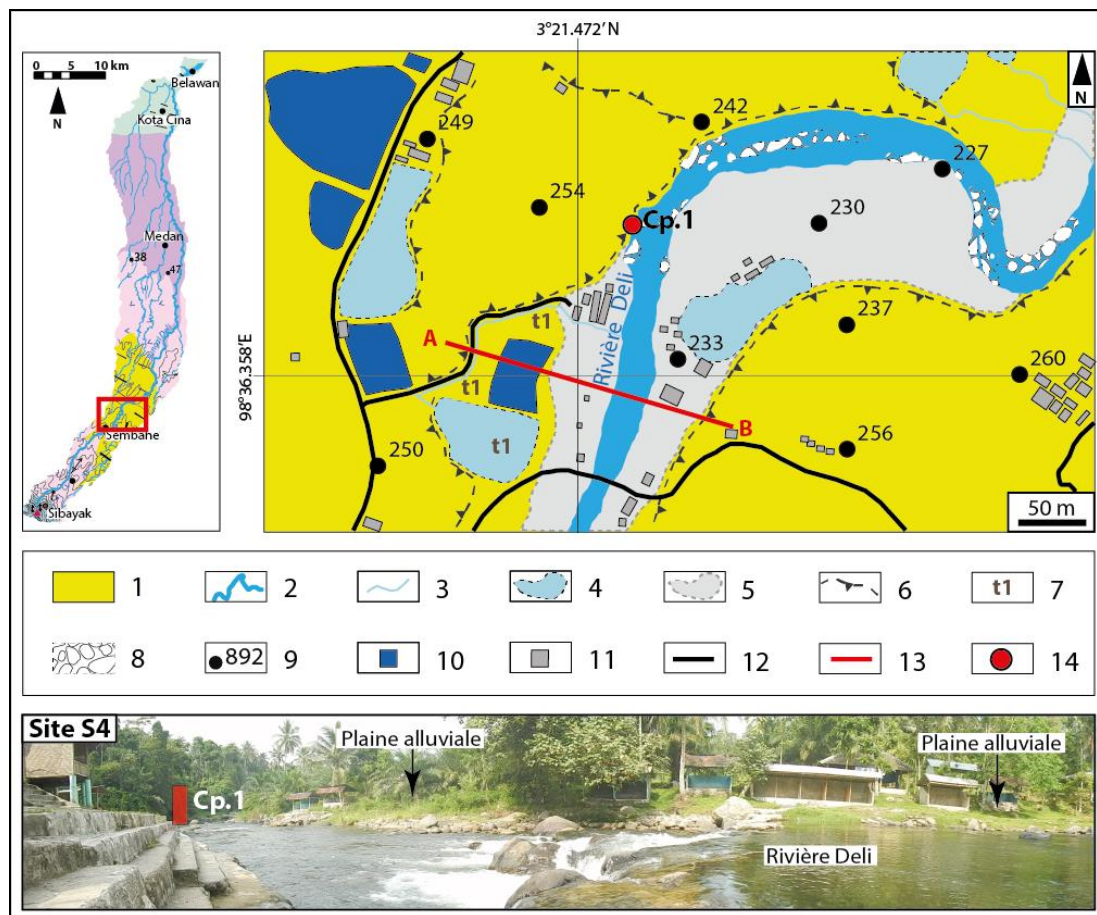 3°21.472' N
0 5 10 km
Belawan
N
Kota Cina
Medan
38
47
Sembahe
Sibayak
N
242
249
227
254
Cp.1
230
Rivière Deli
t1
237
A
233
260
98°36.358'E
t1
B
t1
250
256
50 m
1
2
3
4
5
6
t1 7
8
892 9
10
11
12
13
14
Site S4
Plaine alluviale
Plaine alluviale
Cp.1
Rivière Deli